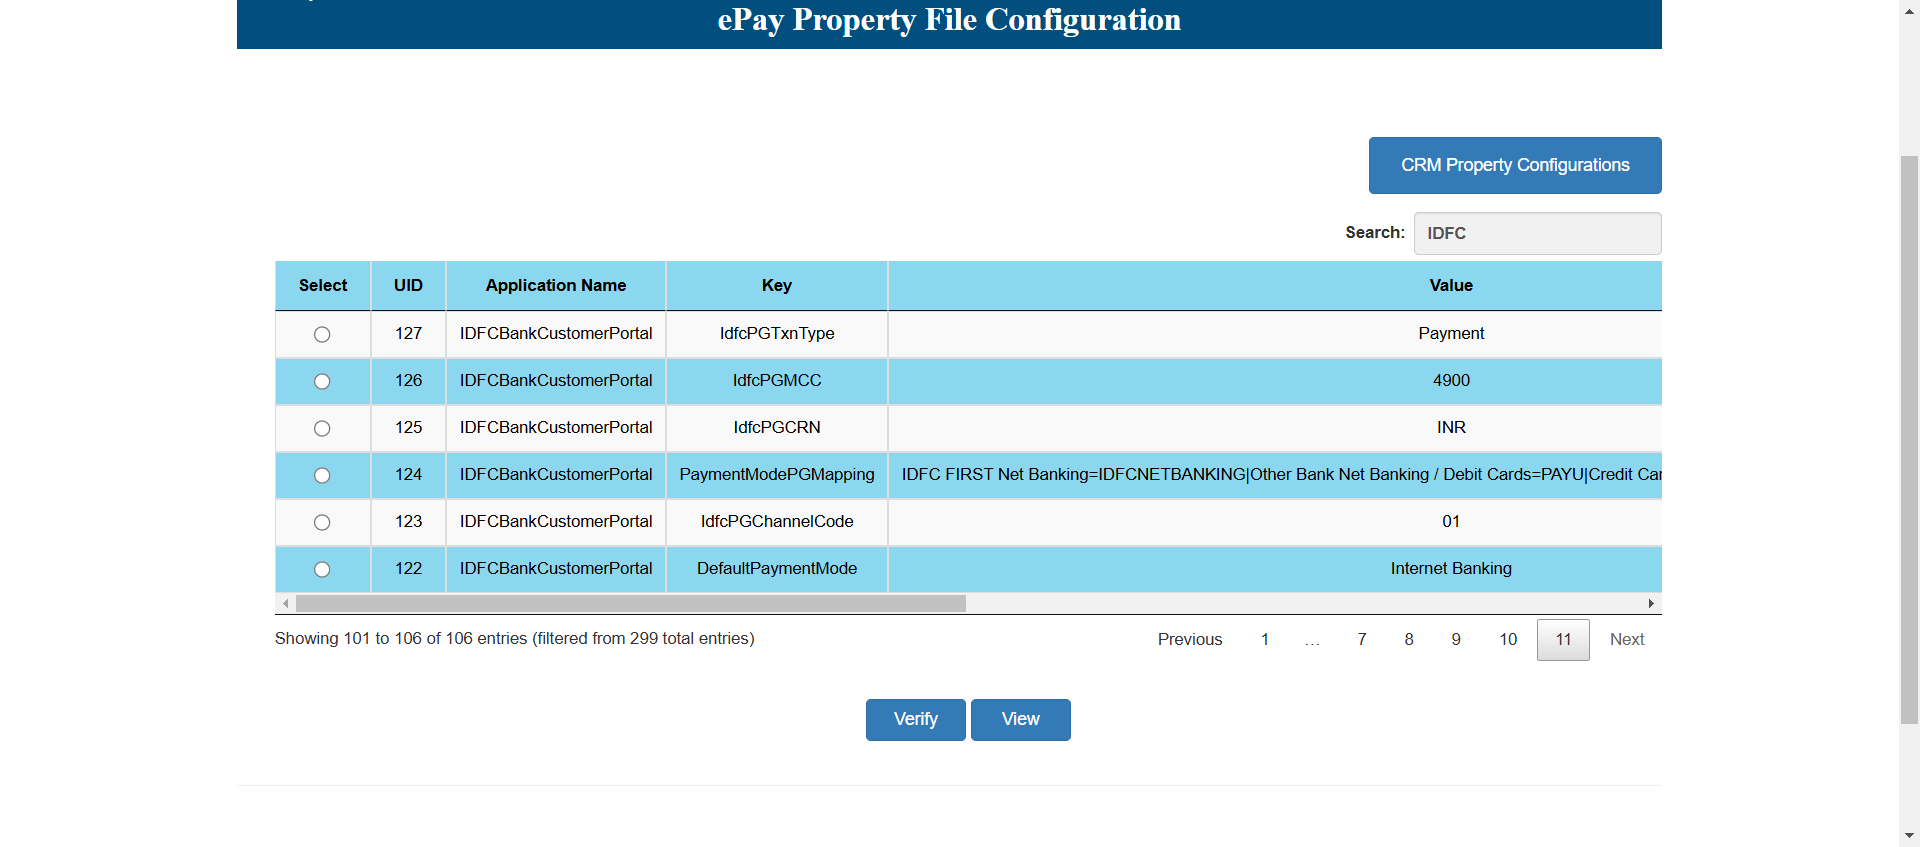 ePay Property File Configuration
CRM Property Configurations
Search: IDFC
Select UID Application Name Key Value
127 IDFCBankCustomerPortal IdfcPGTxnType Payment
126 IDFCBankCustomerPortal IdfcPGMCC 4900
125 IDFCBankCustomerPortal IdfcPGCRN INR
124 IDFCBankCustomerPortal PaymentModePGMapping IDFC FIRST Net Banking=IDFCNETBANKING|Other Bank Net Banking / Debit Cards=PAYU|Credit Car
123 IDFCBankCustomerPortal IdfcPGChannelCode 01
122 IDFCBankCustomerPortal DefaultPaymentMode Internet Banking
Showing 101 to 106 of 106 entries (filtered from 299 total entries) Previous 1 … 7 8 9 10 11 Next
Verify View